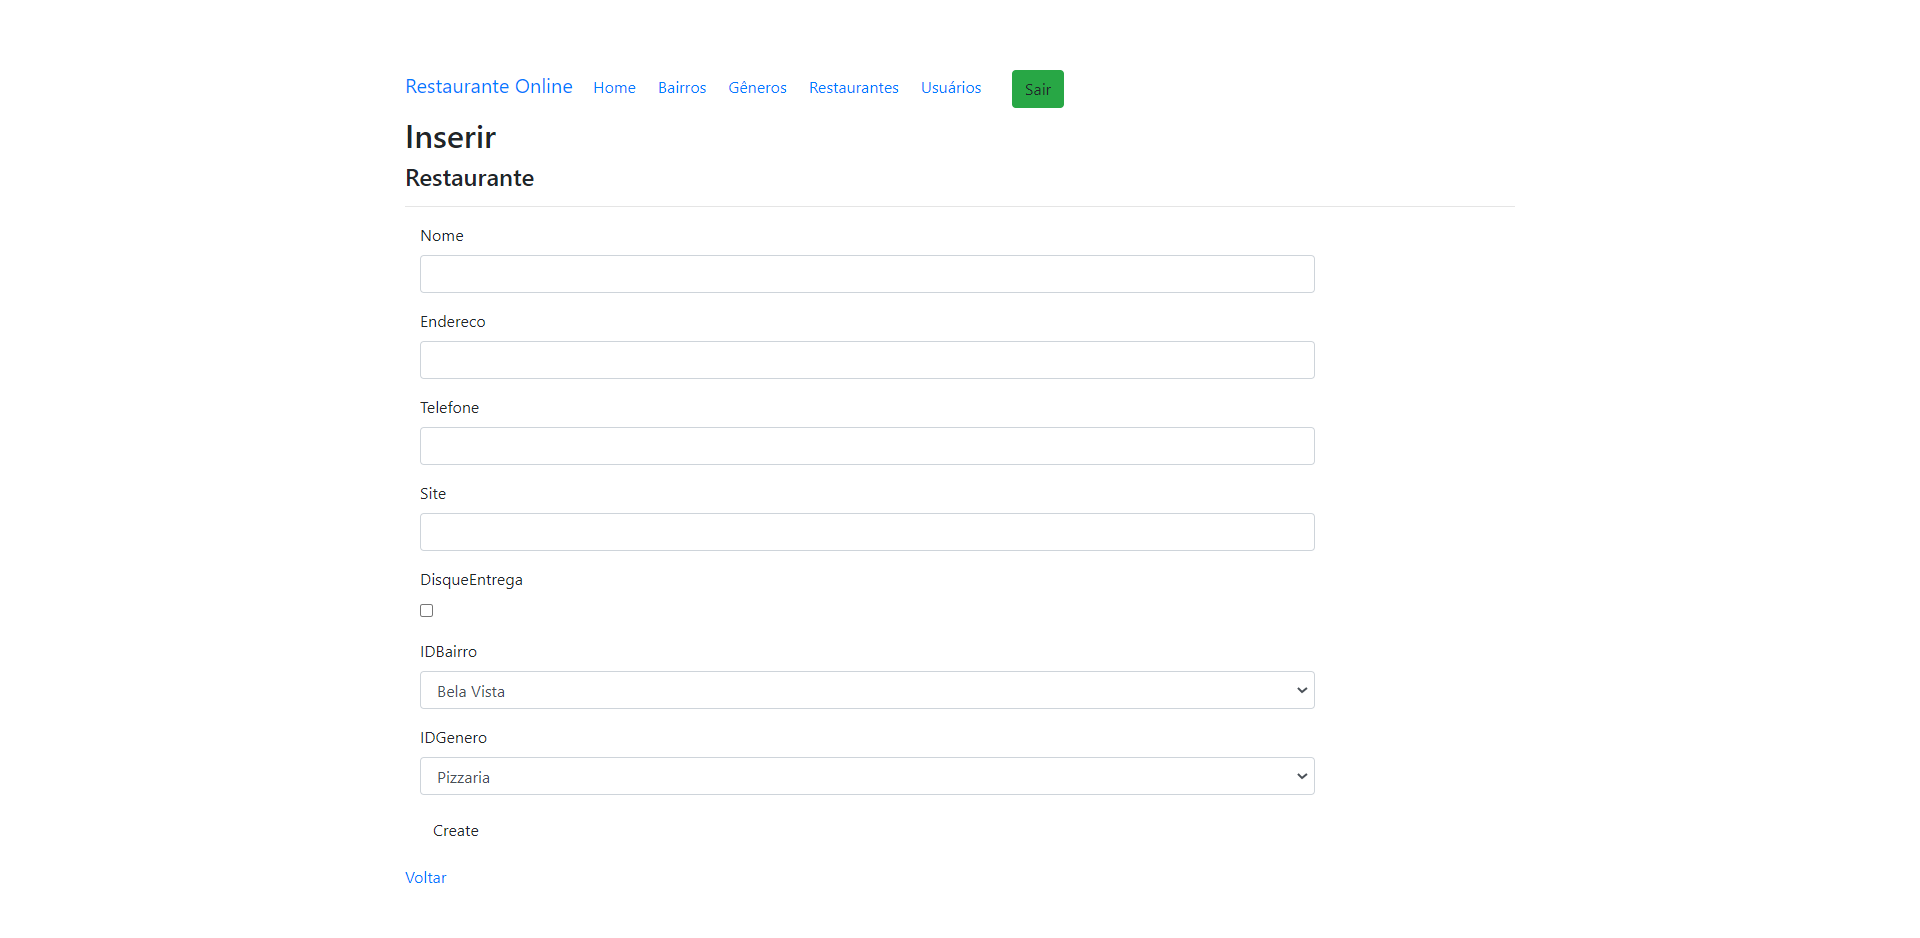 Restaurante Online Home Bairros Gêneros Restaurantes Usuários Sair
Inserir
Restaurante
Nome
Endereco
Telefone
Site
DisqueEntrega
IDBairro
Bela Vista
IDGenero
Pizzaria
Create
Voltar